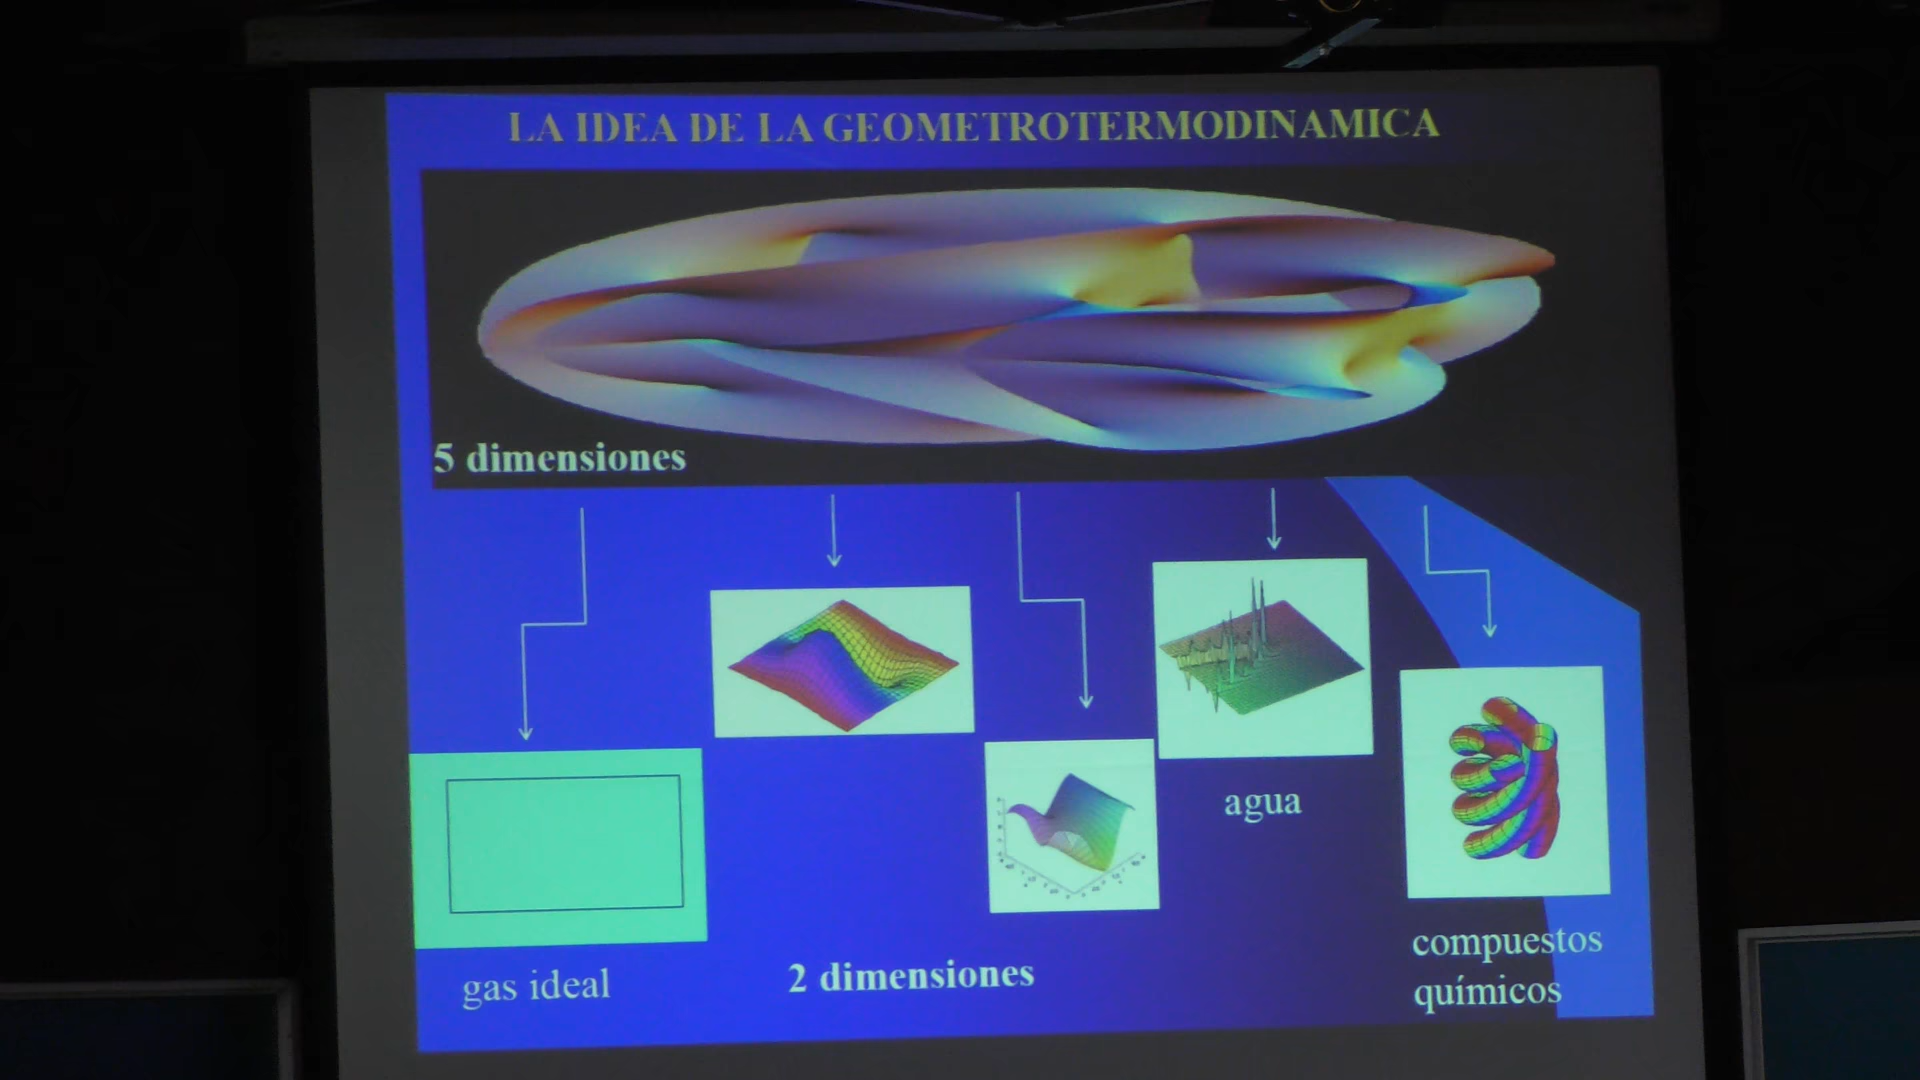 LA IDEA DE LA GEOMETROTERMODINAMICA
5 dimensiones
agua
gas ideal
2 dimensiones
compuestos
químicos